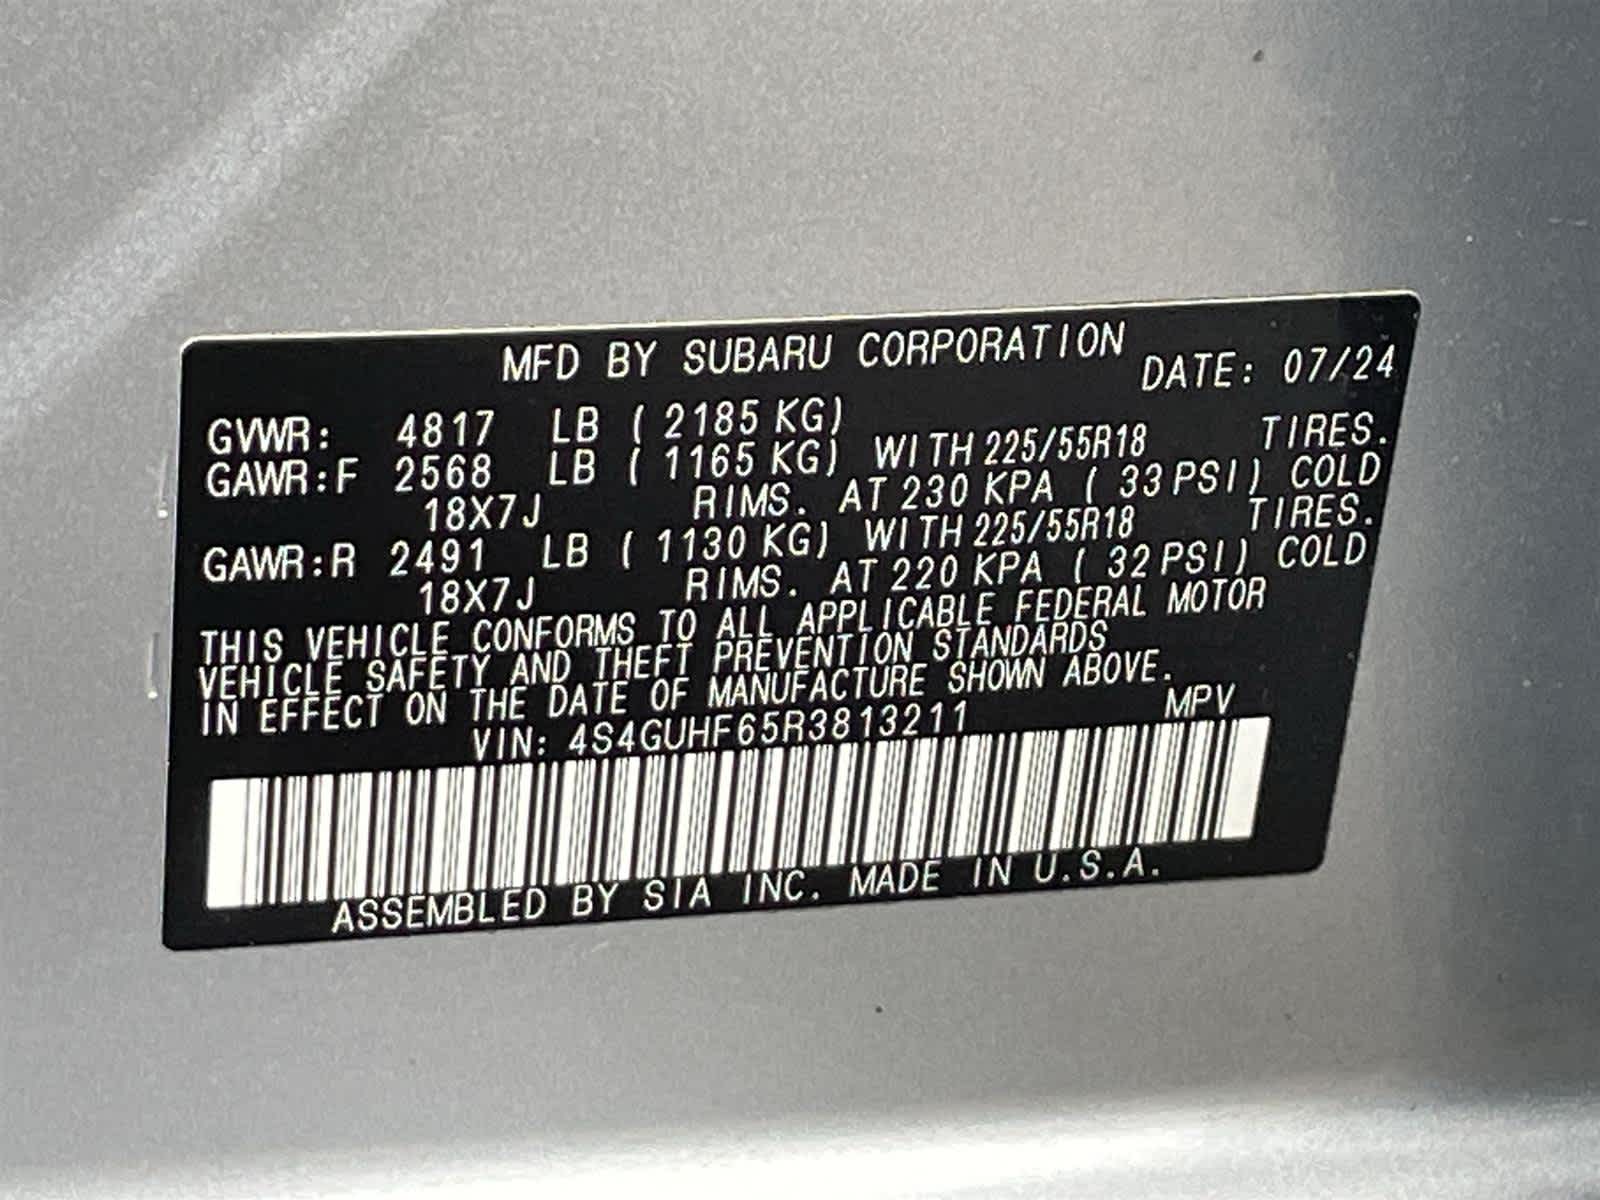 MFD BY SUBARU CORPORATION DATE: 07/24
GVWR: 4817 LB ( 2185 KG)
GAWR:F 2568 LB ( 1165 KG) WITH 225/55R18 TIRES.
18X7J RIMS. AT 230 KPA ( 33 PSI) COLD
GAWR:R 2491 LB ( 1130 KG) WITH 225/55R18 TIRES.
18X7J RIMS. AT 220 KPA ( 32 PSI) COLD
THIS VEHICLE CONFORMS TO ALL APPLICABLE FEDERAL MOTOR
VEHICLE SAFETY AND THEFT PREVENTION STANDARDS
IN EFFECT ON THE DATE OF MANUFACTURE SHOWN ABOVE.
VIN: 4S4GUHF65R3813211 MPV
ASSEMBLED BY SIA INC. MADE IN U.S.A.